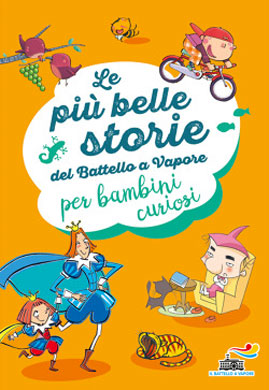 Le
più belle
storie
del Battello a Vapore
per bambini
curiosi
IL BATTELLO A VAPORE